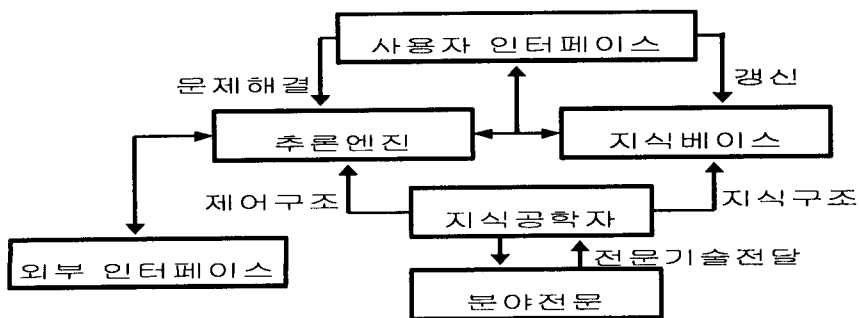 사용자 인터페이스
문제해결
갱신
추론엔진
지식베이스
제어구조
지식공학자
지식구조
외부 인터페이스
전문기술전달
분야전문